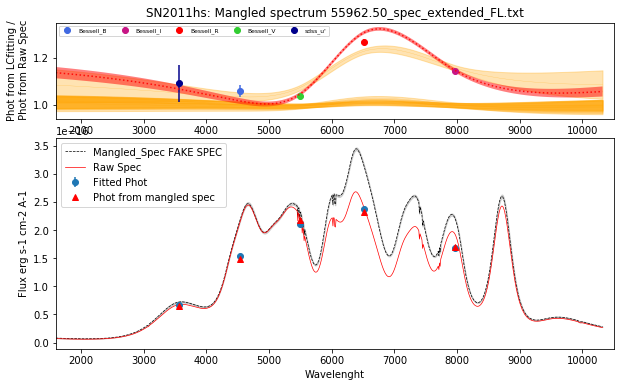 SN2011hs: Mangled spectrum 55962.50_spec_extended_FL.txt
Phot from LCfitting /
Phot from Raw Spec
Bessell_B Bessell_I Bessell_R Bessell_V sdss_u'
1.2
1.0
2000 3000 4000 5000 6000 7000 8000 9000 10000
1e−16
Flux erg s-1 cm-2 A-1
3.5
3.0
2.5
2.0
1.5
1.0
0.5
0.0
Mangled_Spec FAKE SPEC
Raw Spec
Fitted Phot
Phot from mangled spec
2000 3000 4000 5000 6000 7000 8000 9000 10000
Wavelenght